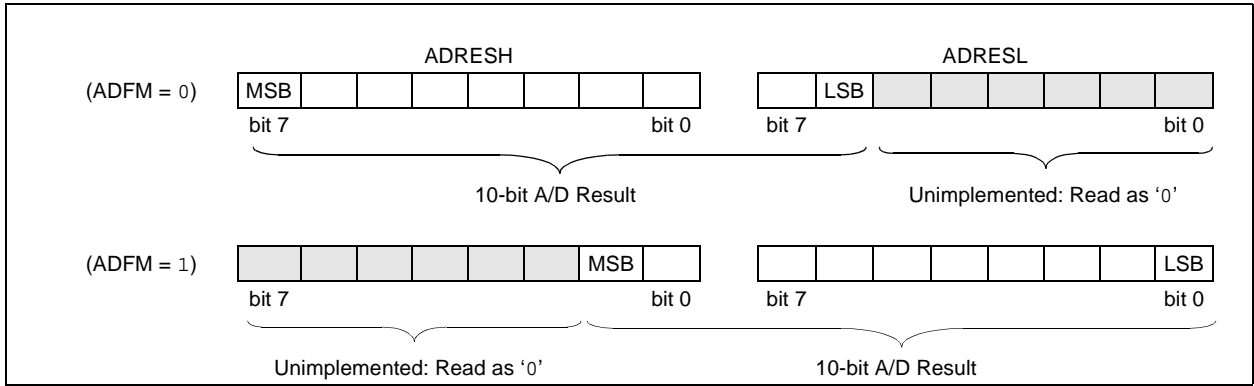 ADRESH ADRESL
(ADFM = 0) MSB LSB
bit 7 bit 0 bit 7 bit 0
10-bit A/D Result Unimplemented: Read as ‘0’
(ADFM = 1) MSB LSB
bit 7 bit 0 bit 7 bit 0
Unimplemented: Read as ‘0’ 10-bit A/D Result